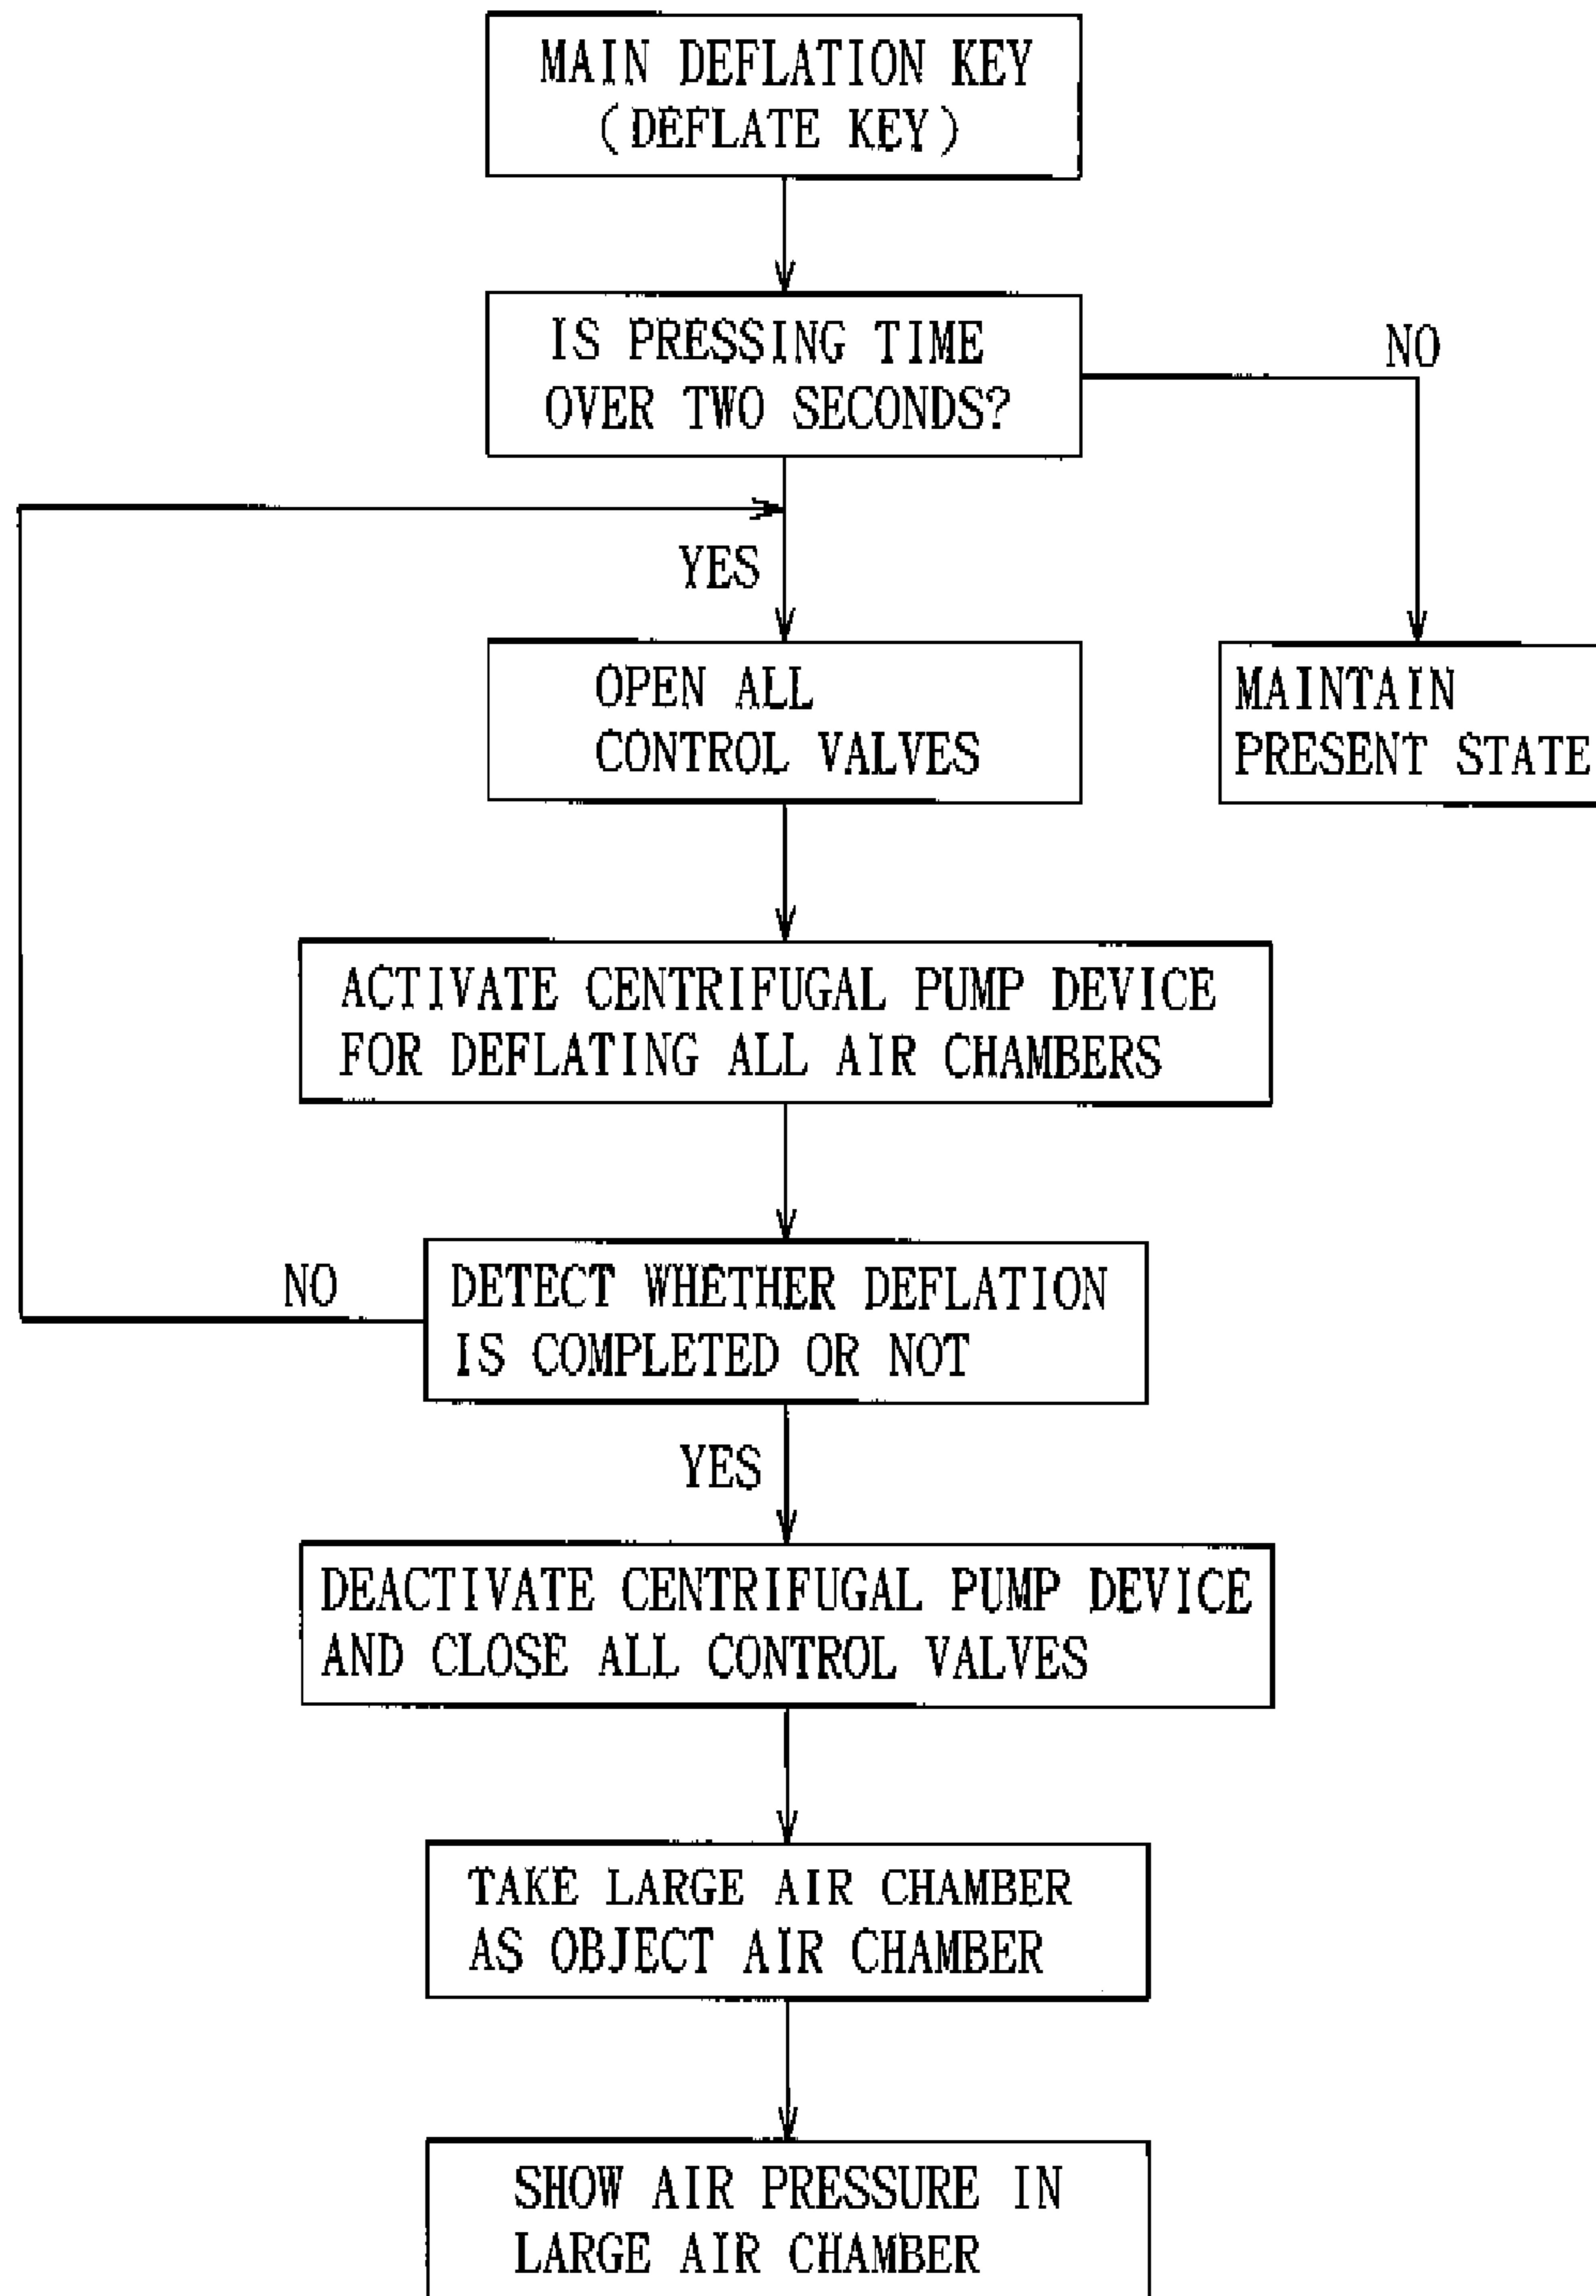 MAIN DEFLATION KEY
(DEFLATE KEY)
IS PRESSING TIME
OVER TWO SECONDS?
NO
YES
OPEN ALL
CONTROL VALVES
MAINTAIN
PRESENT STATE
ACTIVATE CENTRIFUGAL PUMP DEVICE
FOR DEFLATING ALL AIR CHAMBERS
NO
DETECT WHETHER DEFLATION
IS COMPLETED OR NOT
YES
DEACTIVATE CENTRIFUGAL PUMP DEVICE
AND CLOSE ALL CONTROL VALVES
TAKE LARGE AIR CHAMBER
AS OBJECT AIR CHAMBER
SHOW AIR PRESSURE IN
LARGE AIR CHAMBER